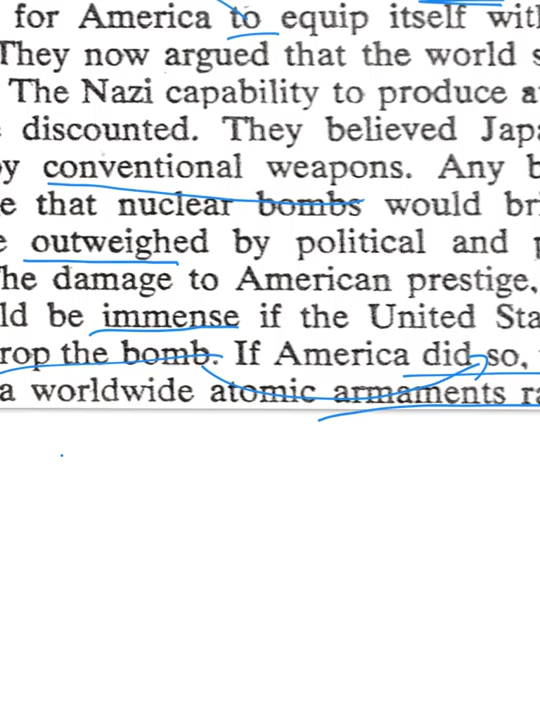 for America to equip itself with
They now argued that the world s
The Nazi capability to produce a
discounted. They believed Japa
by conventional weapons. Any b
e that nuclear bombs would bri
e outweighed by political and p
he damage to American prestige,
ld be immense if the United Sta
rop the bomb. If America did so,
a worldwide atomic armaments ra